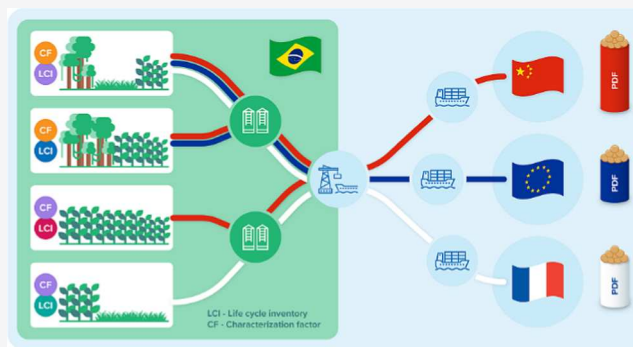 CF
LCI
CF
LCI
CF
LCI
CF
LCI
LCI - Life cycle inventory
CF - Characterization factor
PDF
PDF
PDF